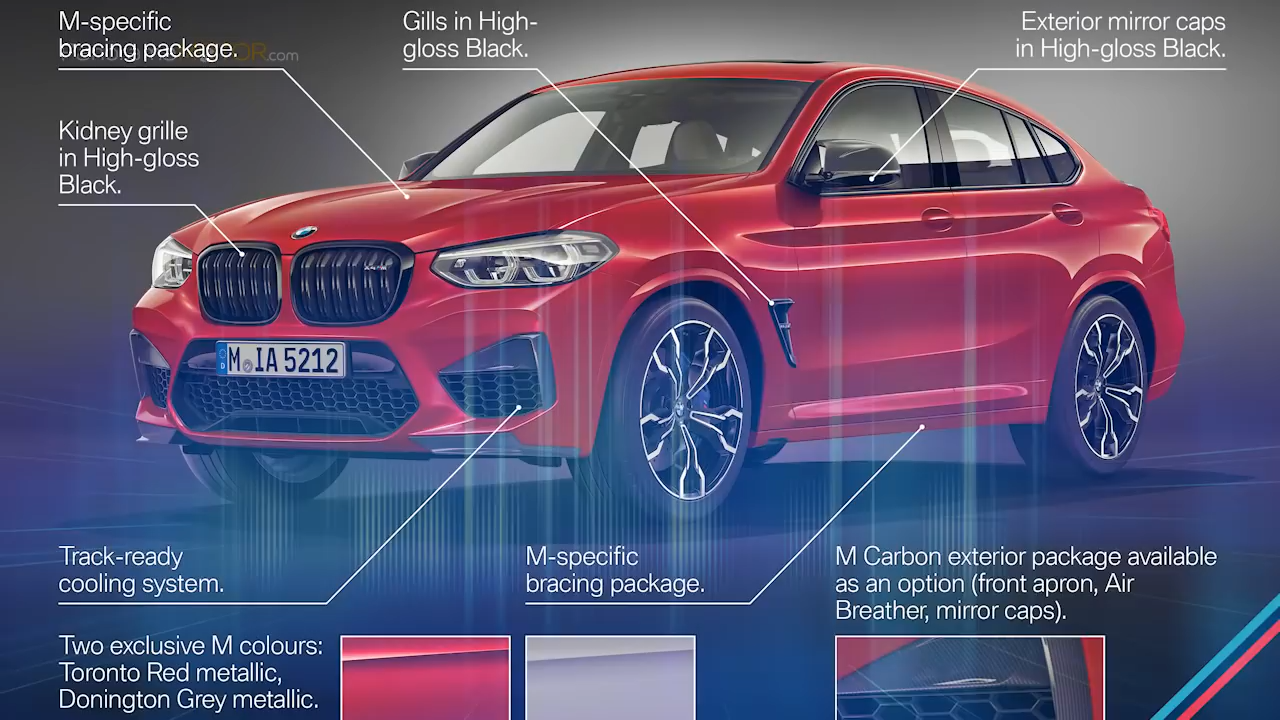 M-specific
bracing package.
Gills in High-
gloss Black.
Exterior mirror caps
in High-gloss Black.
Kidney grille
in High-gloss
Black.
M IA 5212
Track-ready
cooling system.
M-specific
bracing package.
M Carbon exterior package available
as an option (front apron, Air
Breather, mirror caps).
Two exclusive M colours:
Toronto Red metallic,
Donington Grey metallic.